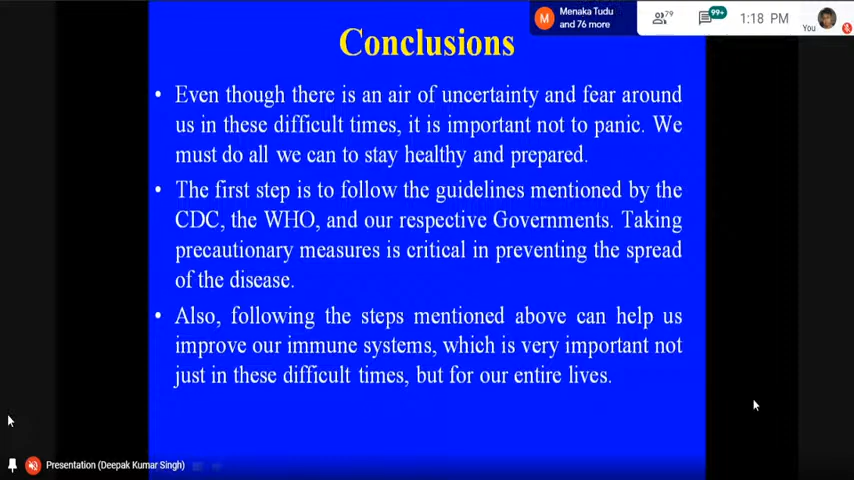 Menaka Tudu
and 76 more
M
79
99+
1:18 PM
You
Conclusions
• Even though there is an air of uncertainty and fear around
us in these difficult times, it is important not to panic. We
must do all we can to stay healthy and prepared.
• The first step is to follow the guidelines mentioned by the
CDC, the WHO, and our respective Governments. Taking
precautionary measures is critical in preventing the spread
of the disease.
• Also, following the steps mentioned above can help us
improve our immune systems, which is very important not
just in these difficult times, but for our entire lives.
Presentation (Deepak Kumar Singh)